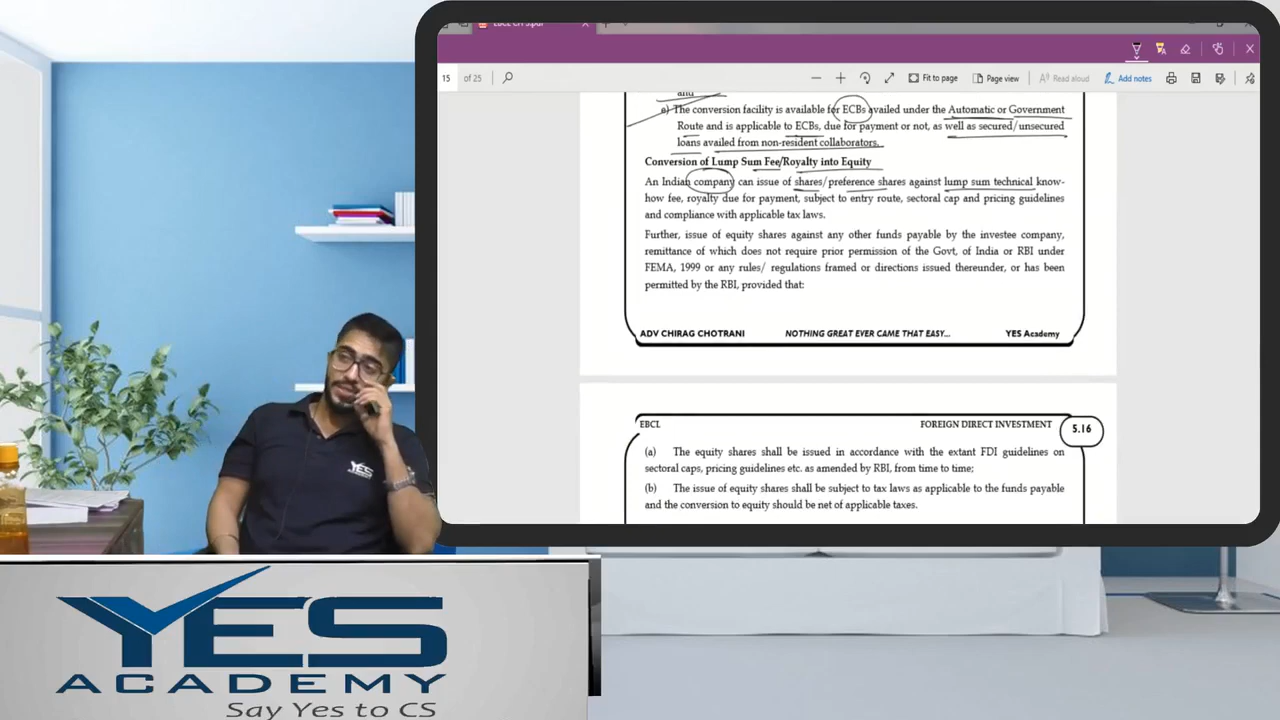 15 of 25
Fit to page
Page view
Read aloud
Add notes
and
e) The conversion facility is available for ECBs availed under the Automatic or Government
Route and is applicable to ECBs, due for payment or not, as well as secured/unsecured
loans availed from non-resident collaborators.
Conversion of Lump Sum Fee/Royalty into Equity
An Indian company can issue of shares/preference shares against lump sum technical know-
how fee, royalty due for payment, subject to entry route, sectoral cap and pricing guidelines
and compliance with applicable tax laws.
Further, issue of equity shares against any other funds payable by the investee company,
remittance of which does not require prior permission of the Govt, of India or RBI under
FEMA, 1999 or any rules/ regulations framed or directions issued thereunder, or has been
permitted by the RBI, provided that:
ADV CHIRAG CHOTRANI NOTHING GREAT EVER CAME THAT EASY... YES Academy
EBCL FOREIGN DIRECT INVESTMENT 5.16
(a) The equity shares shall be issued in accordance with the extant FDI guidelines on
sectoral caps, pricing guidelines etc. as amended by RBI, from time to time;
(b) The issue of equity shares shall be subject to tax laws as applicable to the funds payable
and the conversion to equity should be net of applicable taxes.
YES
YES
ACADEMY
Say Yes to CS